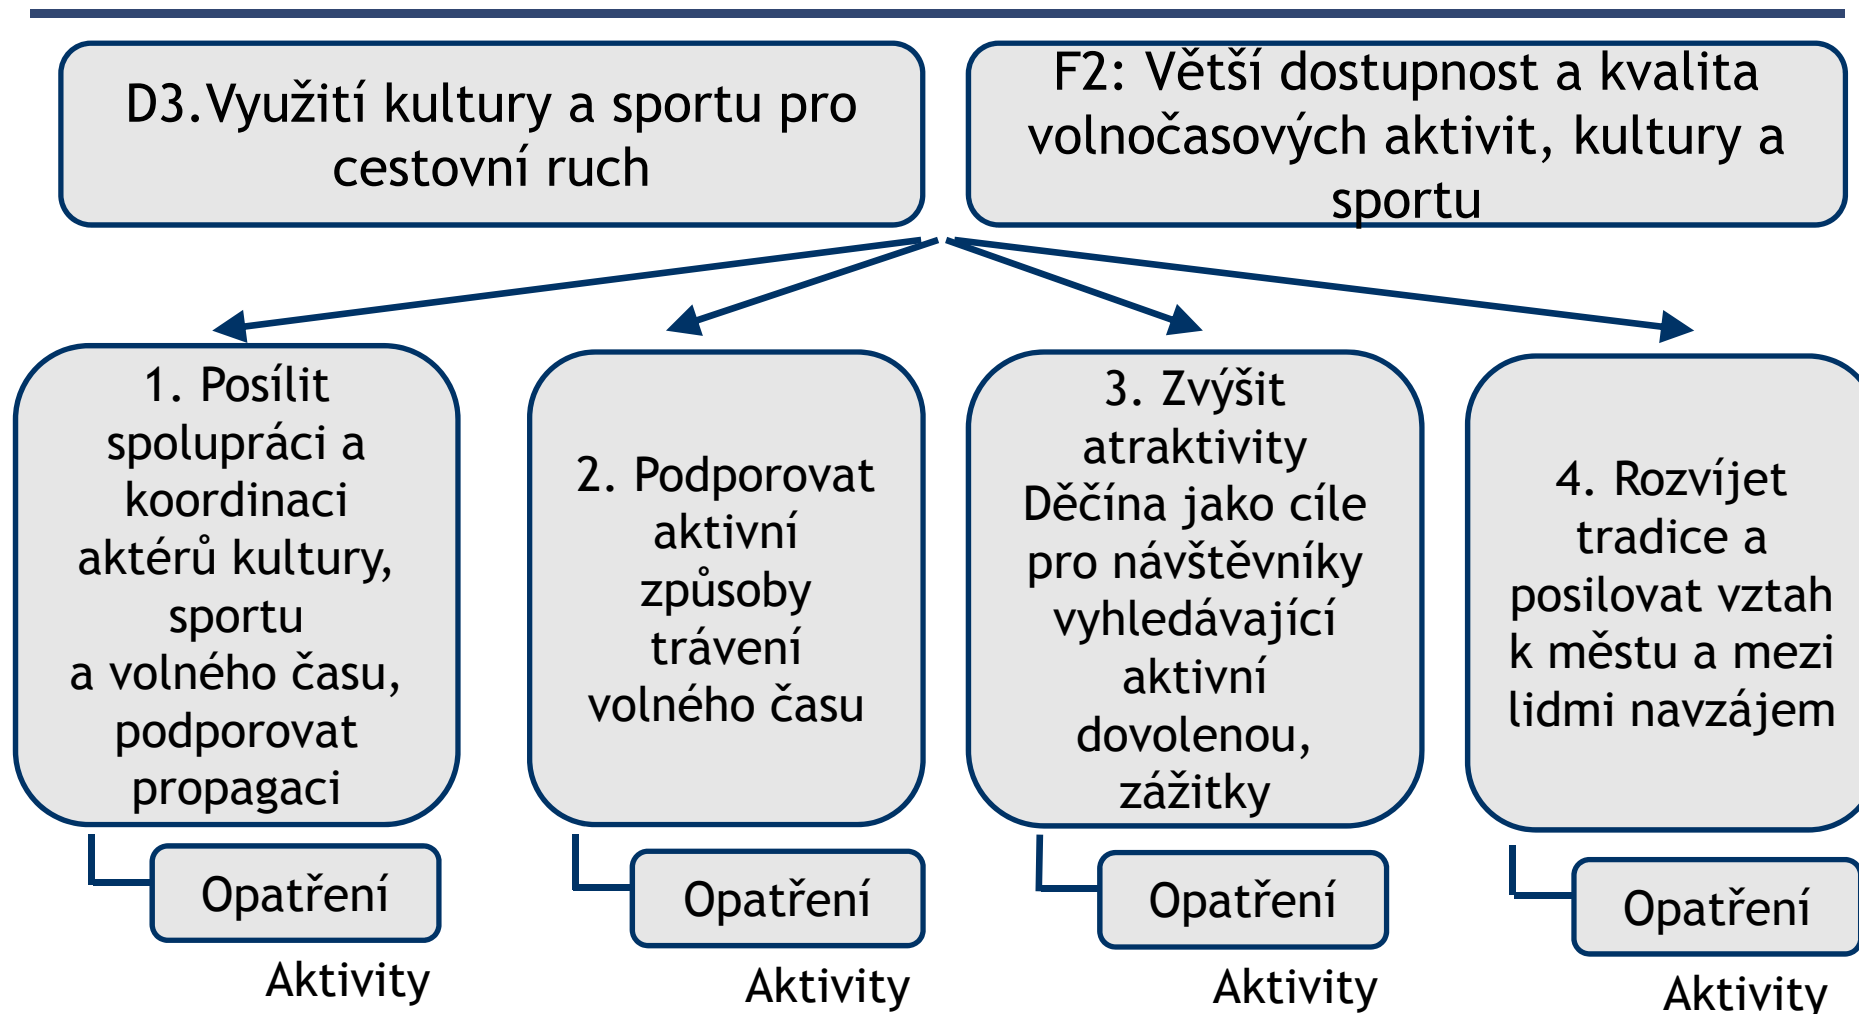 D3.Využití kultury a sportu pro
cestovní ruch
F2: Větší dostupnost a kvalita
volnočasových aktivit, kultury a
sportu
1. Posílit
spolupráci a
koordinaci
aktérů kultury,
sportu
a volného času,
podporovat
propagaci
2. Podporovat
aktivní
způsoby
trávení
volného času
3. Zvýšit
atraktivity
Děčína jako cíle
pro návštěvníky
vyhledávající
aktivní
dovolenou,
zážitky
4. Rozvíjet
tradice a
posilovat vztah
k městu a mezi
lidmi navzájem
Opatření
Opatření
Opatření
Opatření
Aktivity
Aktivity
Aktivity
Aktivity